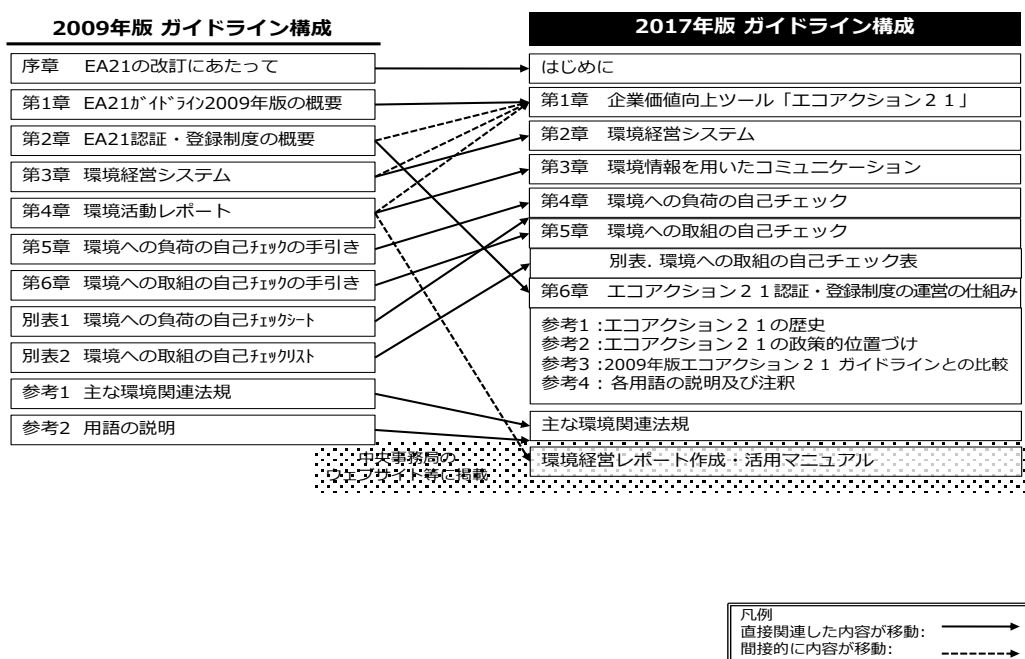 2009年版 ガイドライン構成
序章 EA21の改訂にあたって
第1章 EA21ｶﾞｲﾄﾞﾗｲﾝ2009年版の概要
第2章 EA21認証・登録制度の概要
第3章 環境経営システム
第4章 環境活動レポート
第5章 環境への負荷の自己ﾁｪｯｸの手引き
第6章 環境への取組の自己ﾁｪｯｸの手引き
別表1 環境への負荷の自己ﾁｪｯｸｼｰﾄ
別表2 環境への取組の自己ﾁｪｯｸﾘｽﾄ
参考1 主な環境関連法規
参考2 用語の説明
2017年版 ガイドライン構成
はじめに
第1章 企業価値向上ツール「エコアクション２１」
第2章 環境経営システム
第3章 環境情報を用いたコミュニケーション
第4章 環境への負荷の自己チェック
第5章 環境への取組の自己チェック
別表. 環境への取組の自己チェック表
第6章 エコアクション２１認証・登録制度の運営の仕組み
参考1 :エコアクション２１の歴史
参考2 :エコアクション２１の政策的位置づけ
参考3 :2009年版エコアクション２１ ガイドラインとの比較
参考4 : 各用語の説明及び注釈
主な環境関連法規
中央事務局の
ウェブサイト等に掲載
環境経営レポート作成・活用マニュアル
凡例
直接関連した内容が移動:
間接的に内容が移動: